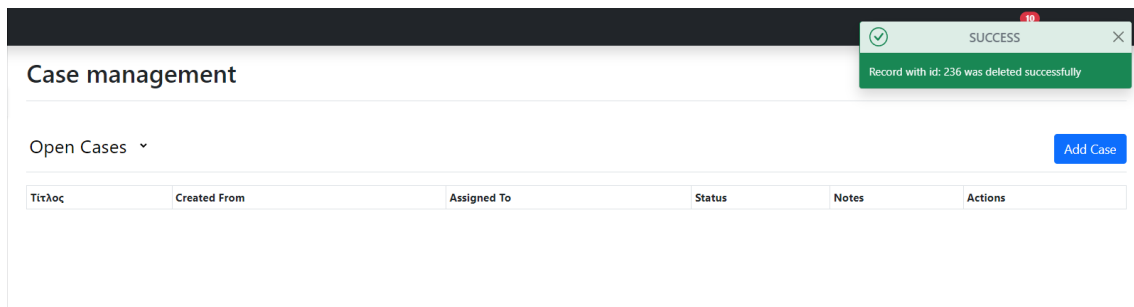 10
SUCCESS
Record with id: 236 was deleted successfully
Case management
Open Cases
Add Case
Τίτλος Created From Assigned To Status Notes Actions